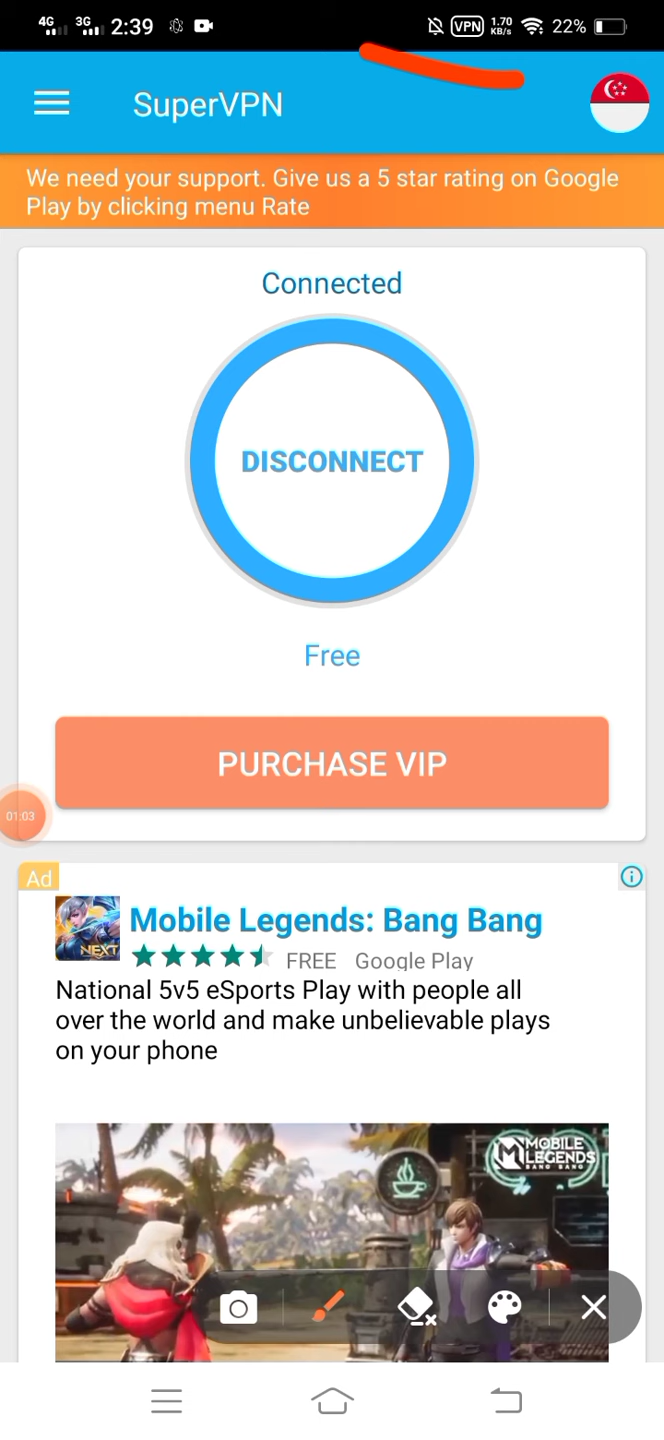 4G 3G 2:39 VPN 1.70 KB/s 22%
SuperVPN
We need your support. Give us a 5 star rating on Google
Play by clicking menu Rate
Connected
DISCONNECT
Free
PURCHASE VIP
01:03
Ad
NEXT
Mobile Legends: Bang Bang
FREE Google Play
National 5v5 eSports Play with people all
over the world and make unbelievable plays
on your phone
MOBILE
LEGENDS
BANG BANG